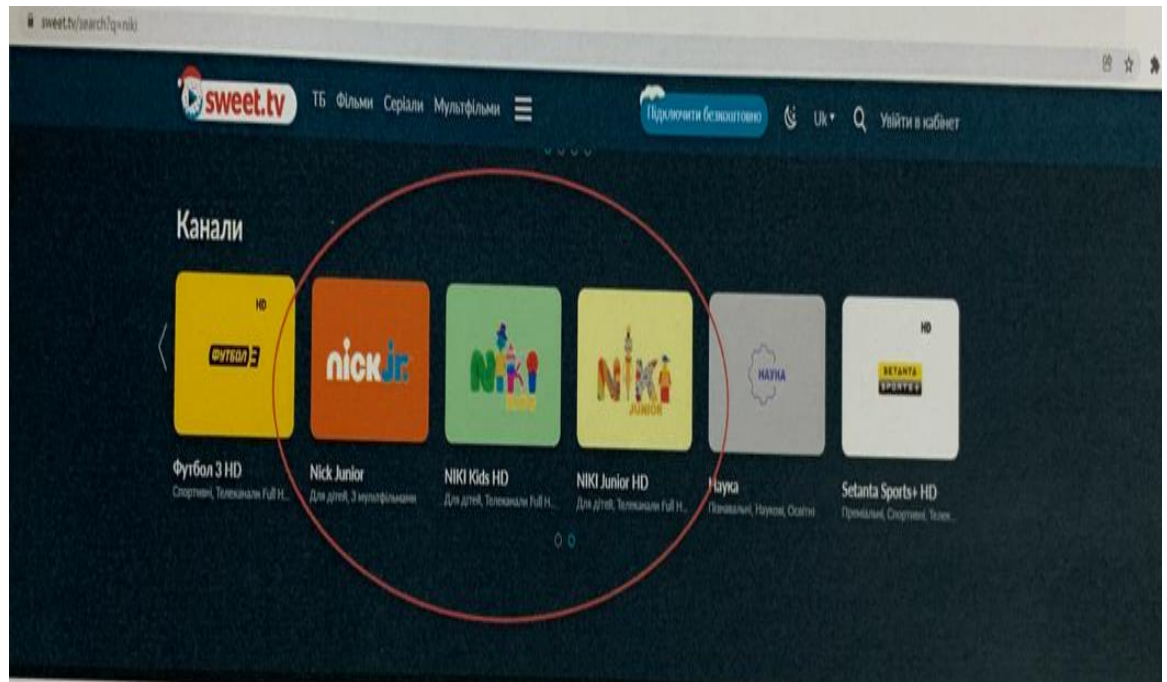 sweet.tv/search?q=niki
sweet.tv ТБ Фільми Серіали Мультфільми Підключити безкоштовно Uk Увійти в кабінет
Канали
HD
ФУТБОЛ 3
nick jr.
NiKi KIDS
NiKi JUNIOR
НАУКА
HD
SETANTA
SPORTS+
Футбол 3 HD
Спортивні, Телеканали Full H...
Nick Junior
Для дітей, З мультфільмами
NIKI Kids HD
Для дітей, Телеканали Full H...
NIKI Junior HD
Для дітей, Телеканали Full H...
Наука
Пізнавальні, Наукові, Освітні
Setanta Sports+ HD
Преміальні, Спортивні, Телек...